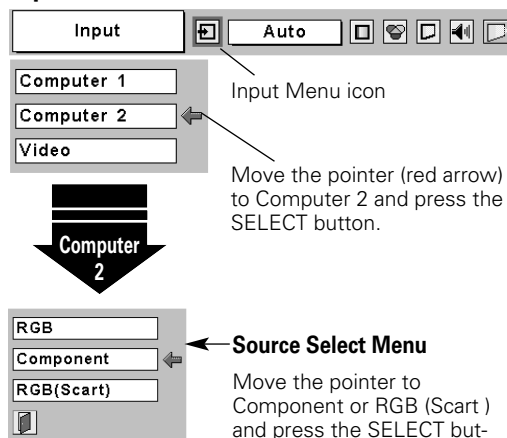 Input
Auto
Computer 1
Computer 2
Video
Input Menu icon
Move the pointer (red arrow)
to Computer 2 and press the
SELECT button.
Computer
2
RGB
Component
RGB(Scart)
Source Select Menu
Move the pointer to
Component or RGB (Scart )
and press the SELECT but-